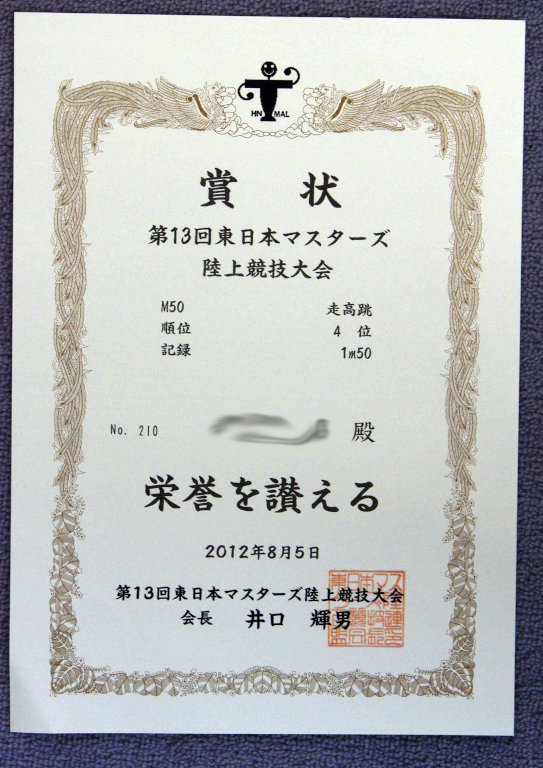 HN MAL
賞 状
第13回東日本マスターズ
陸上競技大会
M50 走高跳
順位 4 位
記録 1m50
No. 210 殿
栄誉を讃える
2012年8月5日
第13回東日本マスターズ陸上競技大会
会長 井口 輝男